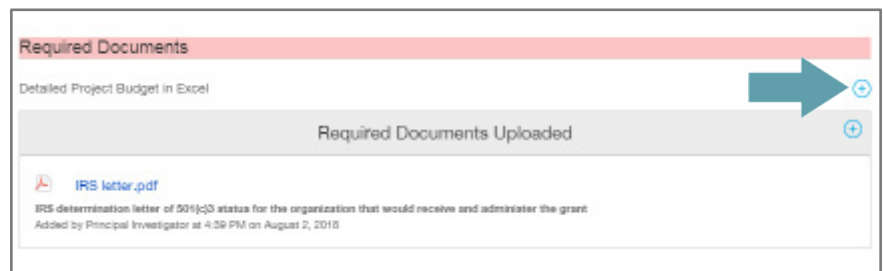 Required Documents
Detailed Project Budget in Excel
Required Documents Uploaded
IRS letter.pdf
IRS determination letter of 501(c)3 status for the organization that would receive and administer the grant
Added by Principal Investigator at 4:39 PM on August 2, 2016